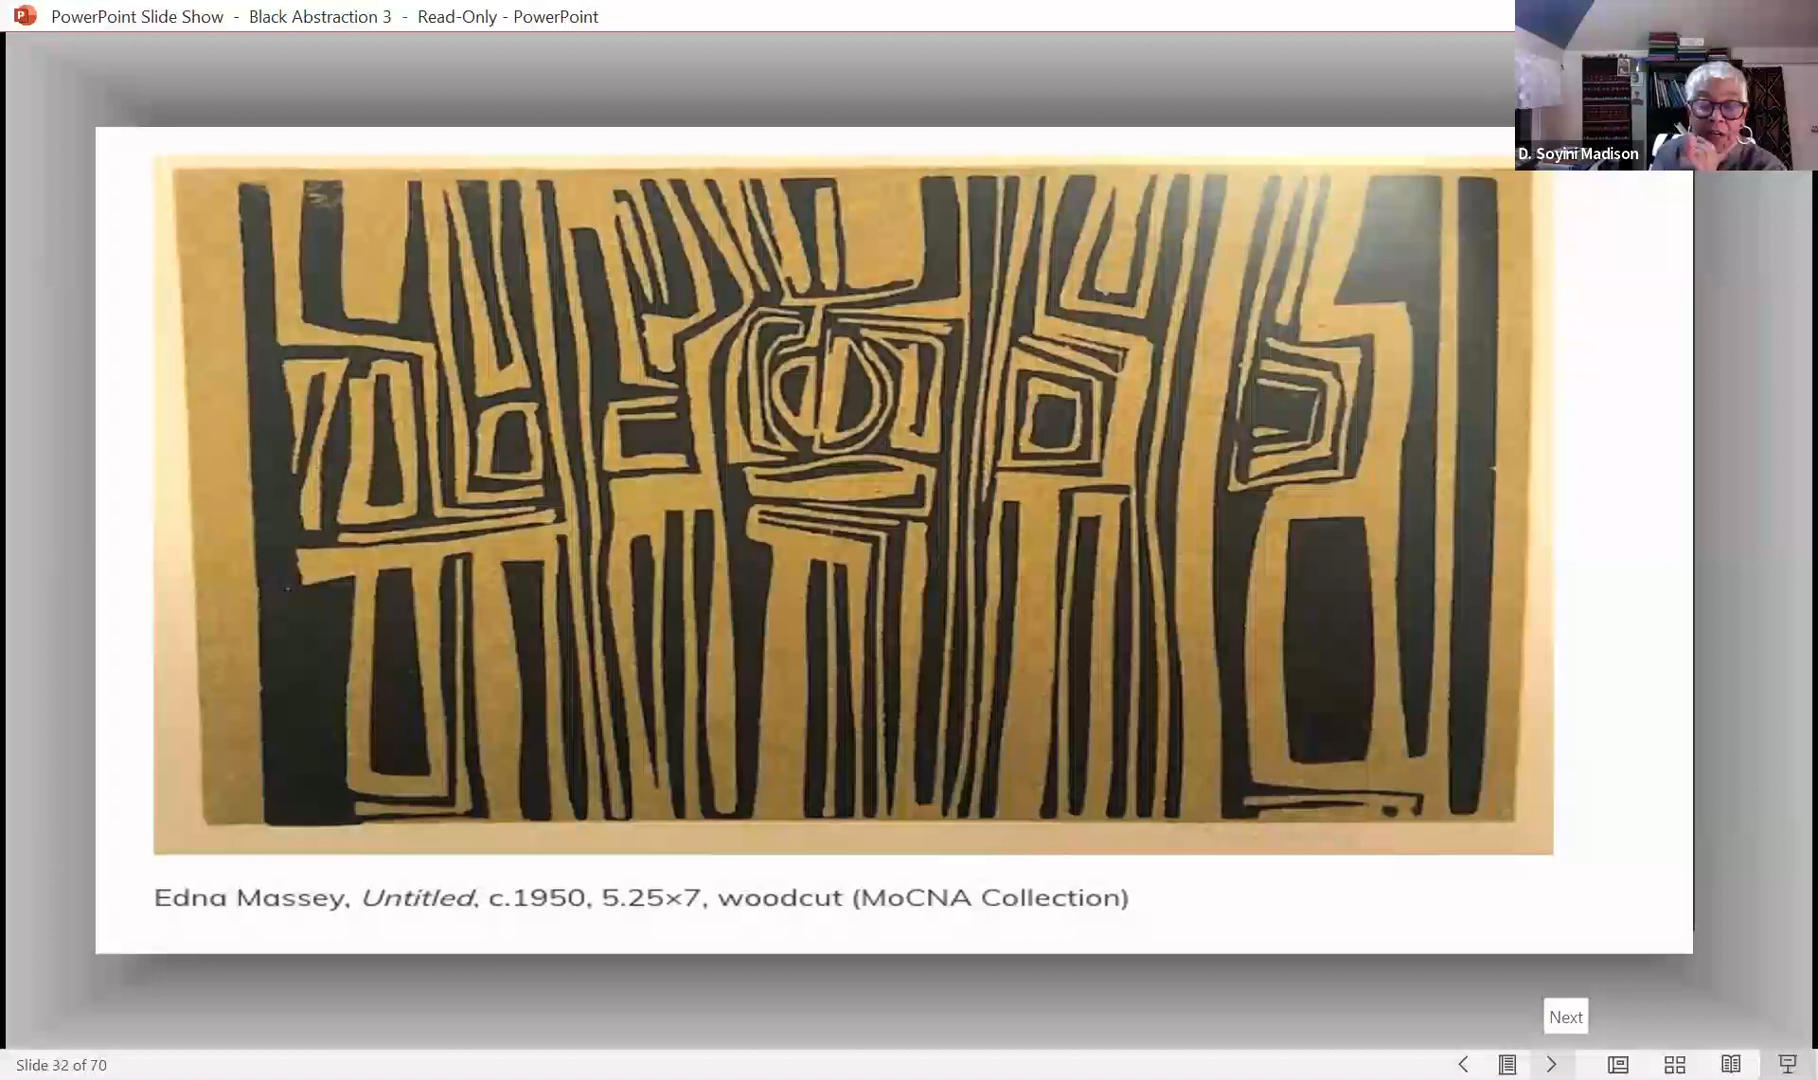 PowerPoint Slide Show - Black Abstraction 3 - Read-Only - PowerPoint
D. Soyini Madison
Edna Massey, Untitled, c.1950, 5.25×7, woodcut (MoCNA Collection)
Next
Slide 32 of 70